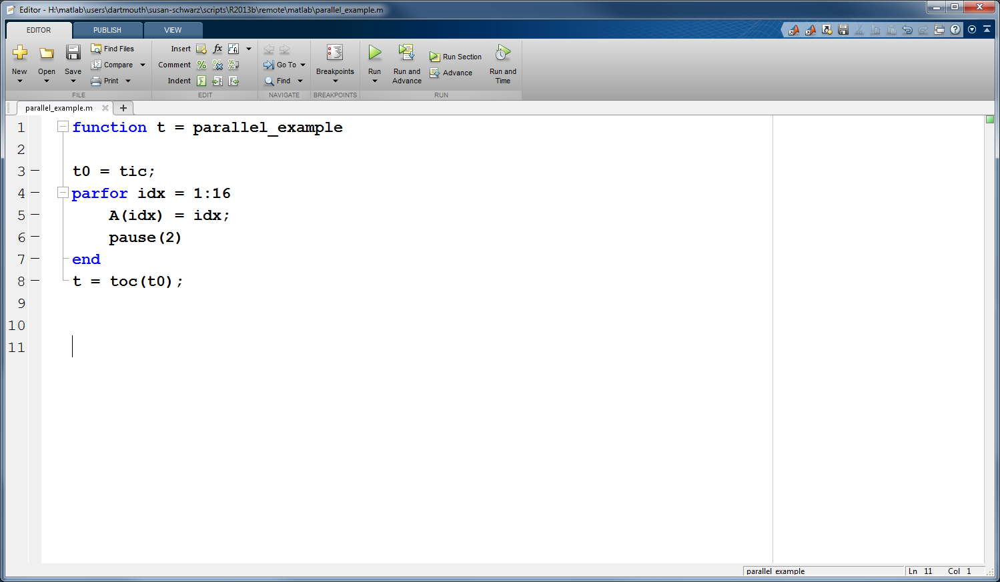 Editor - H:\matlab\users\dartmouth\susan-schwarz\scripts\R2013b\remote\matlab\parallel_example.m
EDITOR PUBLISH VIEW
New Open Save Find Files Compare Print
Insert fx Comment Indent
Go To Find
Breakpoints
Run Run and Advance Run Section Advance Run and Time
FILE EDIT NAVIGATE BREAKPOINTS RUN
parallel_example.m
1 function t = parallel_example
2
3 t0 = tic;
4 parfor idx = 1:16
5 A(idx) = idx;
6 pause(2)
7 end
8 t = toc(t0);
9
10
11
parallel_example Ln 11 Col 1